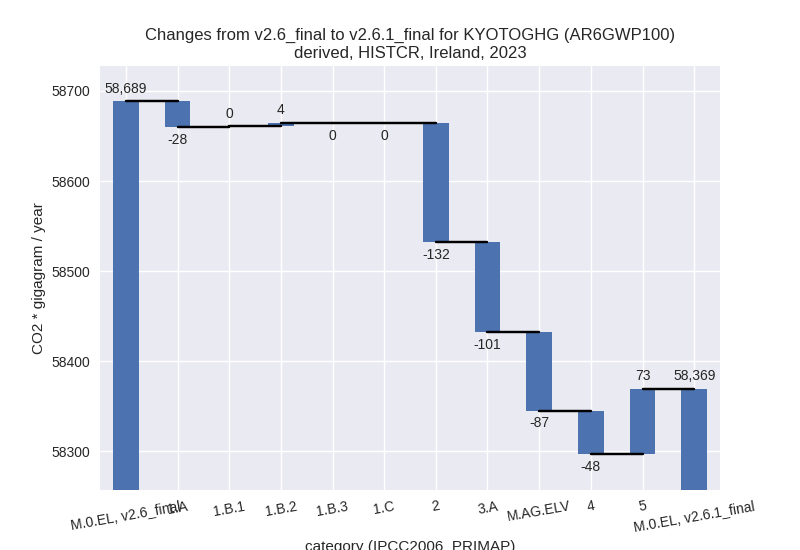 Changes from v2.6_final to v2.6.1_final for KYOTOGHG (AR6GWP100)
derived, HISTCR, Ireland, 2023
CO2 * gigagram / year
58700
58600
58500
58400
58300
58,689
-28
0
4
0
0
-132
-101
-87
-48
73
58,369
M.0.EL, v2.6_final
1.A
1.B.1
1.B.2
1.B.3
1.C
2
3.A
M.AG.ELV
4
5
M.0.EL, v2.6.1_final
category (IPCC2006_PRIMAP)